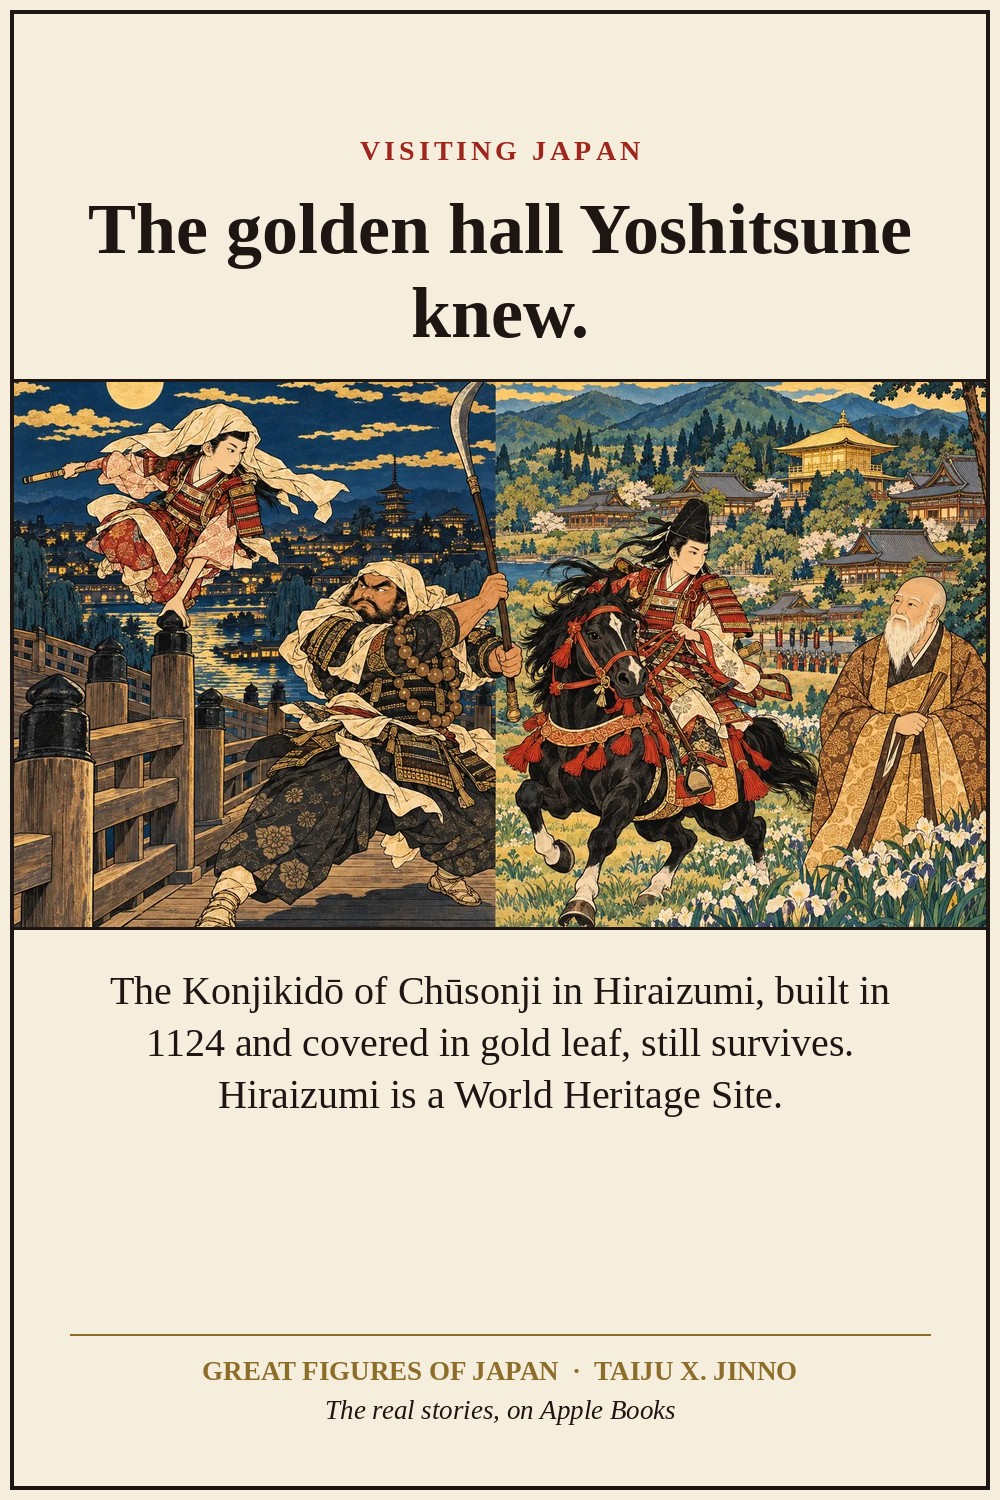 VISITING JAPAN
The golden hall Yoshitsune
knew.
The Konjikidō of Chūsonji in Hiraizumi, built in
1124 and covered in gold leaf, still survives.
Hiraizumi is a World Heritage Site.
GREAT FIGURES OF JAPAN · TAIJU X. JINNO
The real stories, on Apple Books